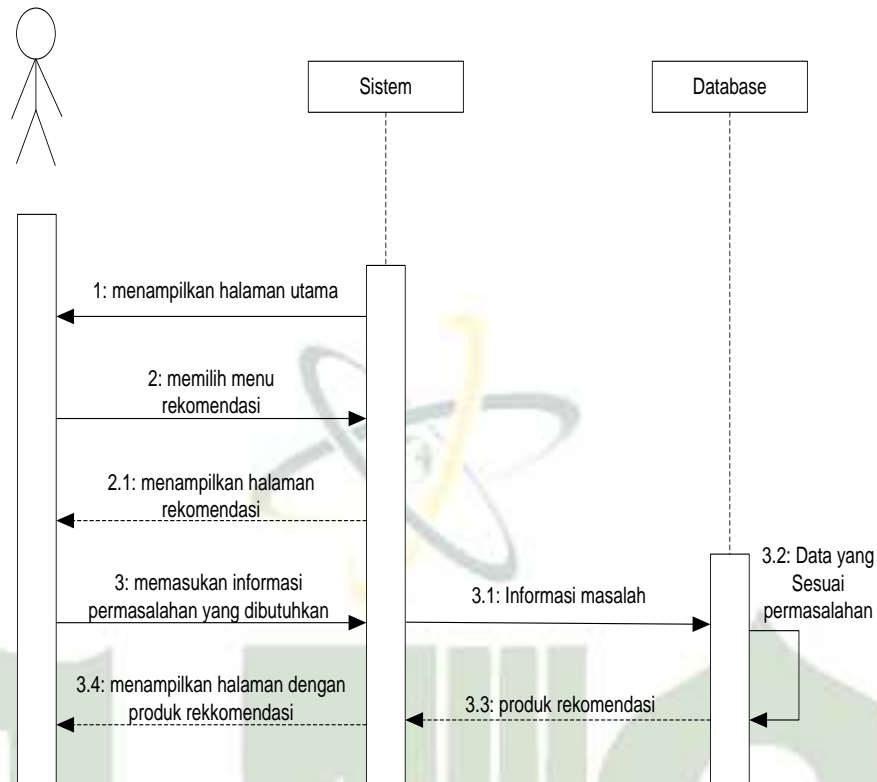 Sistem
Database
1: menampilkan halaman utama
2: memilih menu
rekomendasi
2.1: menampilkan halaman
rekomendasi
3: memasukan informasi
permasalahan yang dibutuhkan
3.1: Informasi masalah
3.2: Data yang
Sesuai
permasalahan
3.3: produk rekomendasi
3.4: menampilkan halaman dengan
produk rekkomendasi